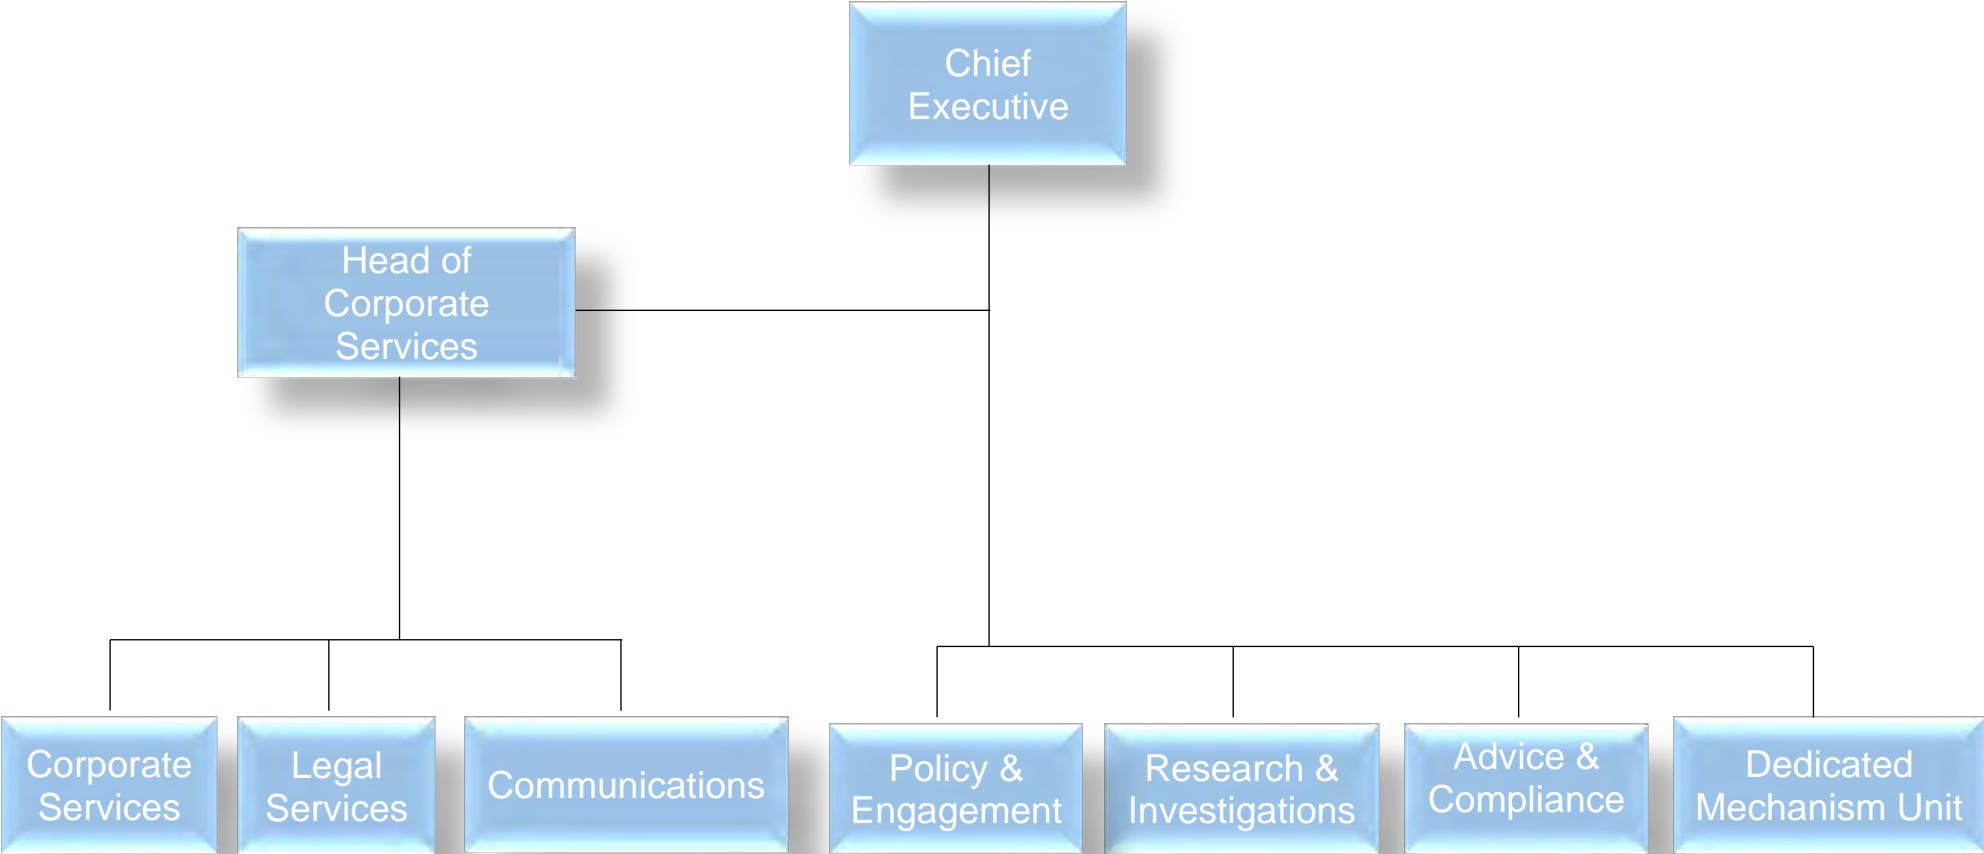 Chief
Executive
Head of
Corporate
Services
Corporate
Services
Legal
Services
Communications
Policy &
Engagement
Research &
Investigations
Advice &
Compliance
Dedicated
Mechanism Unit